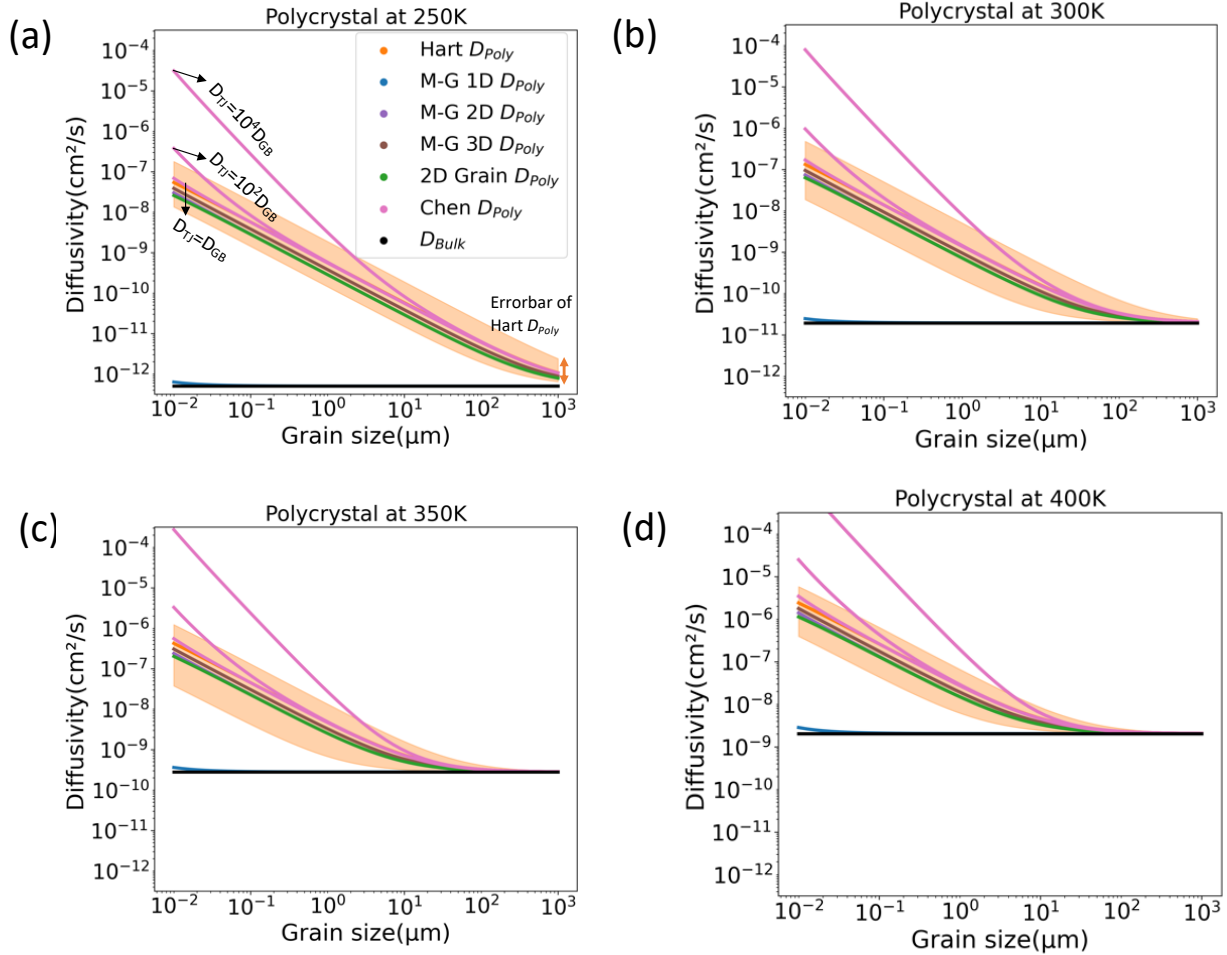 (a)
Polycrystal at 250K
Diffusivity(cm²/s)
10⁻⁴
10⁻⁵
10⁻⁶
10⁻⁷
10⁻⁸
10⁻⁹
10⁻¹⁰
10⁻¹¹
10⁻¹²
D_TJ=10⁴D_GB
D_TJ=10²D_GB
D_TJ=D_GB
Hart D_Poly
M-G 1D D_Poly
M-G 2D D_Poly
M-G 3D D_Poly
2D Grain D_Poly
Chen D_Poly
D_Bulk
Errorbar of
Hart D_Poly
10⁻² 10⁻¹ 10⁰ 10¹ 10² 10³
Grain size(μm)
(b)
Polycrystal at 300K
Diffusivity(cm²/s)
10⁻⁴
10⁻⁵
10⁻⁶
10⁻⁷
10⁻⁸
10⁻⁹
10⁻¹⁰
10⁻¹¹
10⁻¹²
10⁻² 10⁻¹ 10⁰ 10¹ 10² 10³
Grain size(μm)
(c)
Polycrystal at 350K
Diffusivity(cm²/s)
10⁻⁴
10⁻⁵
10⁻⁶
10⁻⁷
10⁻⁸
10⁻⁹
10⁻¹⁰
10⁻¹¹
10⁻¹²
10⁻² 10⁻¹ 10⁰ 10¹ 10² 10³
Grain size(μm)
(d)
Polycrystal at 400K
Diffusivity(cm²/s)
10⁻⁴
10⁻⁵
10⁻⁶
10⁻⁷
10⁻⁸
10⁻⁹
10⁻¹⁰
10⁻¹¹
10⁻¹²
10⁻² 10⁻¹ 10⁰ 10¹ 10² 10³
Grain size(μm)